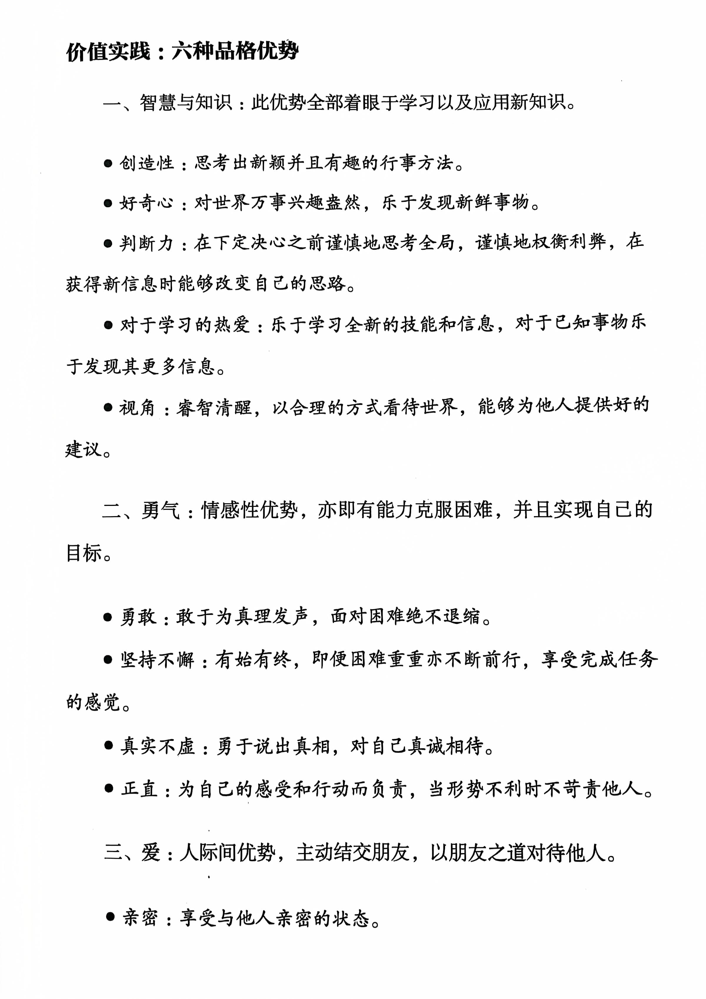 价值实践：六种品格优势
一、智慧与知识：此优势全部着眼于学习以及应用新知识。
● 创造性：思考出新颖并且有趣的行事方法。
● 好奇心：对世界万事兴趣盎然，乐于发现新鲜事物。
● 判断力：在下定决心之前谨慎地思考全局，谨慎地权衡利弊，在
获得新信息时能够改变自己的思路。
● 对于学习的热爱：乐于学习全新的技能和信息，对于已知事物乐
于发现其更多信息。
● 视角：睿智清醒，以合理的方式看待世界，能够为他人提供好的
建议。
二、勇气：情感性优势，亦即有能力克服困难，并且实现自己的
目标。
● 勇敢：敢于为真理发声，面对困难绝不退缩。
● 坚持不懈：有始有终，即便困难重重亦不断前行，享受完成任务
的感觉。
● 真实不虚：勇于说出真相，对自己真诚相待。
● 正直：为自己的感受和行动而负责，当形势不利时不苛责他人。
三、爱：人际间优势，主动结交朋友，以朋友之道对待他人。
● 亲密：享受与他人亲密的状态。